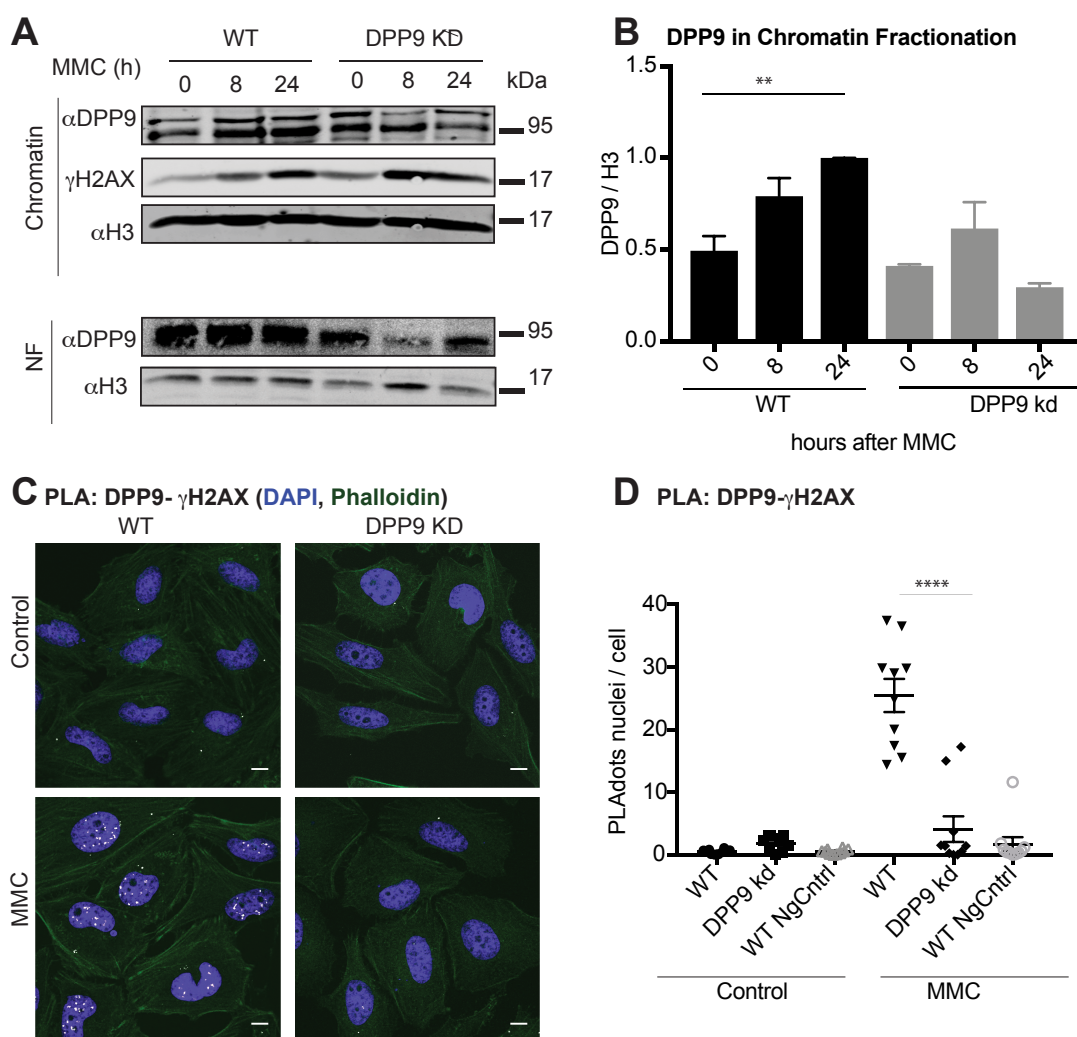 A
WT DPP9 KD
MMC (h) 0 8 24 0 8 24 kDa
Chromatin
αDPP9 95
γH2AX 17
αH3 17
NF
αDPP9 95
αH3 17
B DPP9 in Chromatin Fractionation
DPP9 / H3
1.5
1.0
0.5
0.0
0 8 24 0 8 24
WT DPP9 kd
hours after MMC
C PLA: DPP9- γH2AX (DAPI, Phalloidin)
WT DPP9 KD
Control
MMC
D PLA: DPP9-γH2AX
PLAdots nuclei / cell
**
****
40
30
20
10
0
WT DPP9 kd WT NgCntrl WT DPP9 kd WT NgCntrl
Control MMC